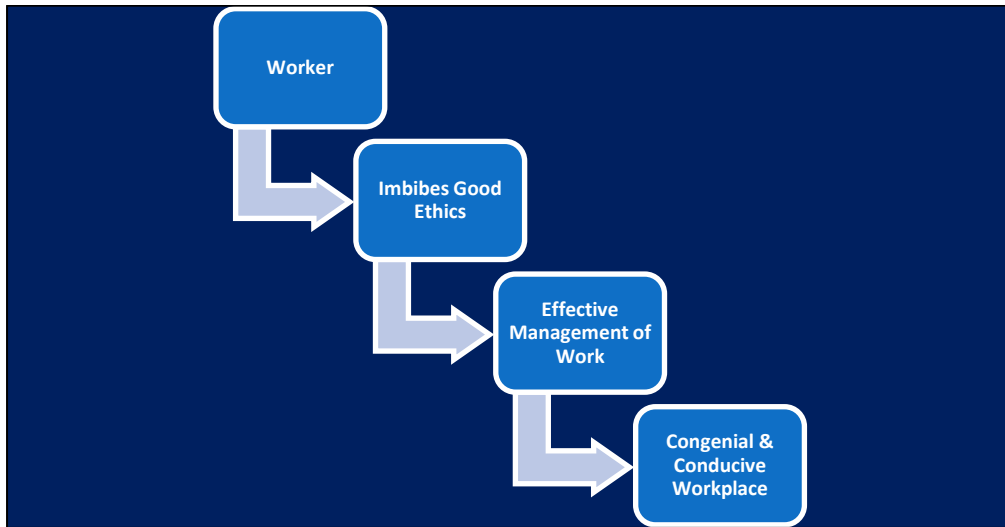 Worker
Imbibes Good
Ethics
Effective
Management of
Work
Congenial &
Conducive
Workplace